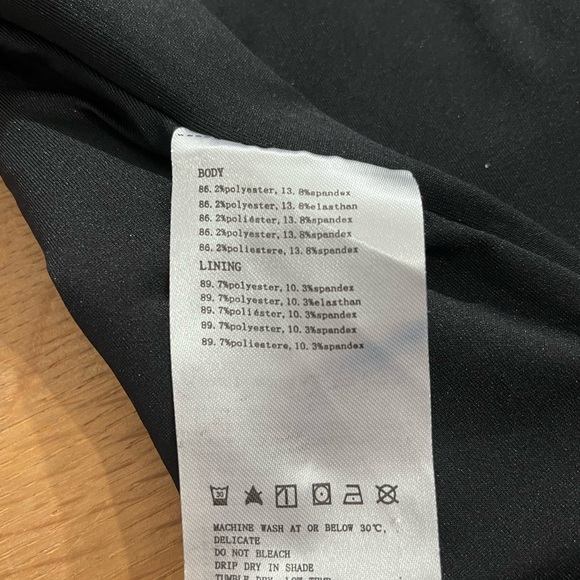 BODY
86.2%polyester, 13.8%spandex
86.2%polyester, 13.8%elasthan
86.2%poliéster, 13.8%spandex
86.2%polyester, 13.8%spandex
86.2%poliestere, 13.8%spandex
LINING
89.7%polyester, 10.3%spandex
89.7%polyester, 10.3%elasthan
89.7%poliéster, 10.3%spandex
89.7%polyester, 10.3%spandex
89.7%poliestere, 10.3%spandex
30
MACHINE WASH AT OR BELOW 30℃,
DELICATE
DO NOT BLEACH
DRIP DRY IN SHADE
TUMBLE DRY, LOW TEMP